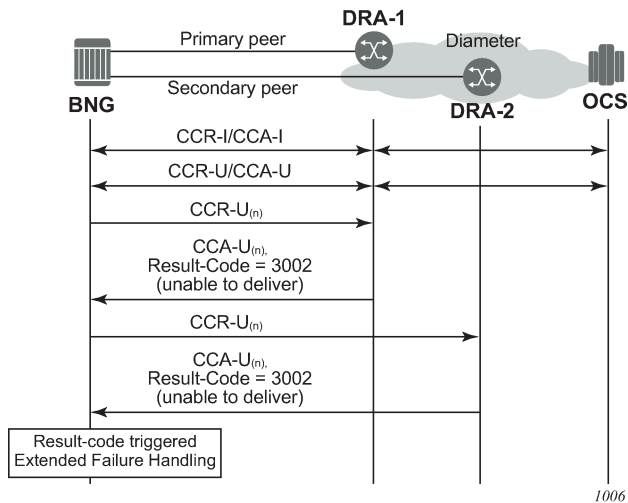 DRA-1
Primary peer
Diameter
Secondary peer
BNG
DRA-2
OCS
CCR-I/CCA-I
CCR-U/CCA-U
CCR-U(n)
CCA-U(n),
Result-Code = 3002
(unable to deliver)
CCR-U(n)
CCA-U(n),
Result-Code = 3002
(unable to deliver)
Result-code triggered
Extended Failure Handling
1006